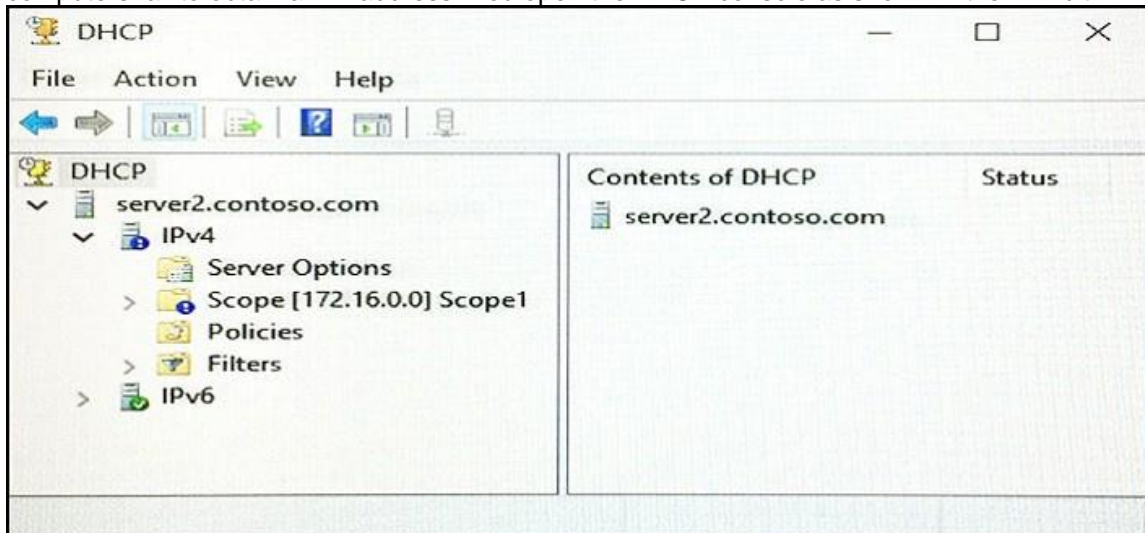 DHCP
File Action View Help
DHCP
server2.contoso.com
IPv4
Server Options
Scope [172.16.0.0] Scope1
Policies
Filters
IPv6
Contents of DHCP Status
server2.contoso.com